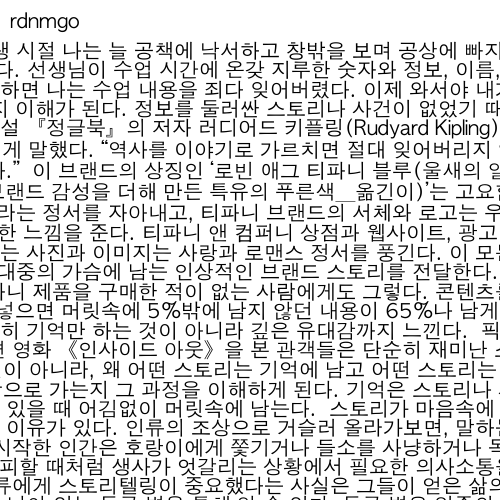 rdnmgo
생 시절 나는 늘 공책에 낙서하고 창밖을 보며 공상에 빠지
다. 선생님이 수업 시간에 온갖 지루한 숫자와 정보, 이름,
하면 나는 수업 내용을 죄다 잊어버렸다. 이제 와서야 내가
지 이해가 된다. 정보를 둘러싼 스토리나 사건이 없었기 때
설 『정글북』의 저자 러디어드 키플링(Rudyard Kipling)
게 말했다. “역사를 이야기로 가르치면 절대 잊어버리지
다.” 이 브랜드의 상징인 ‘로빈 애그 티파니 블루(울새의 알
브랜드 감성을 더해 만든 특유의 푸른색__옮긴이)’는 고요함
라는 정서를 자아내고, 티파니 브랜드의 서체와 로고는 우
한 느낌을 준다. 티파니 앤 컴퍼니 상점과 웹사이트, 광고
는 사진과 이미지는 사랑과 로맨스 정서를 풍긴다. 이 모든
대중의 가슴에 남는 인상적인 브랜드 스토리를 전달한다.
파니 제품을 구매한 적이 없는 사람에게도 그렇다. 콘텐츠를
넣으면 머릿속에 5%밖에 남지 않던 내용이 65%나 남게
히 기억만 하는 것이 아니라 깊은 유대감까지 느낀다. 픽
션 영화 《인사이드 아웃》을 본 관객들은 단순히 재미난 스
이 아니라, 왜 어떤 스토리는 기억에 남고 어떤 스토리는
으로 가는지 그 과정을 이해하게 된다. 기억은 스토리나
있을 때 어김없이 머릿속에 남는다. 스토리가 마음속에
이유가 있다. 인류의 조상으로 거슬러 올라가보면, 말하는
시작한 인간은 호랑이에게 쫓기거나 들소를 사냥하거나 독
피할 때처럼 생사가 엇갈리는 상황에서 필요한 의사소통
류에게 스토리텔링이 중요했다는 사실은 그들이 얻은 삶의